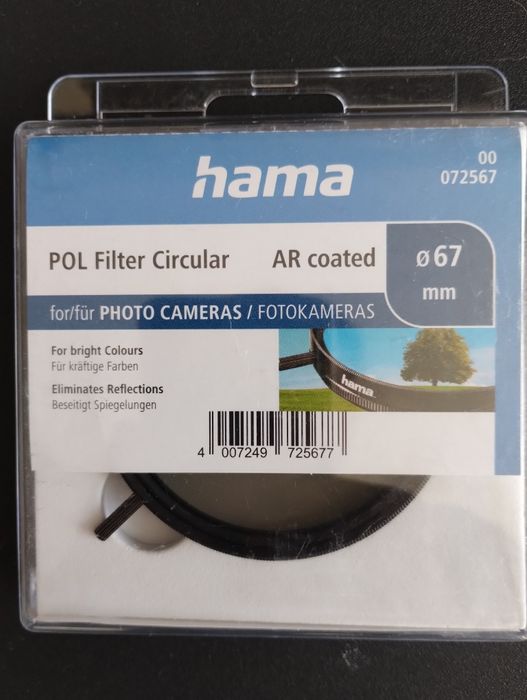 hama
00
072567
POL Filter Circular
AR coated
ø67
mm
for/für PHOTO CAMERAS / FOTOKAMERAS
For bright Colours
Für kräftige Farben
Eliminates Reflections
Beseitigt Spiegelungen
hama
4 007249 725677